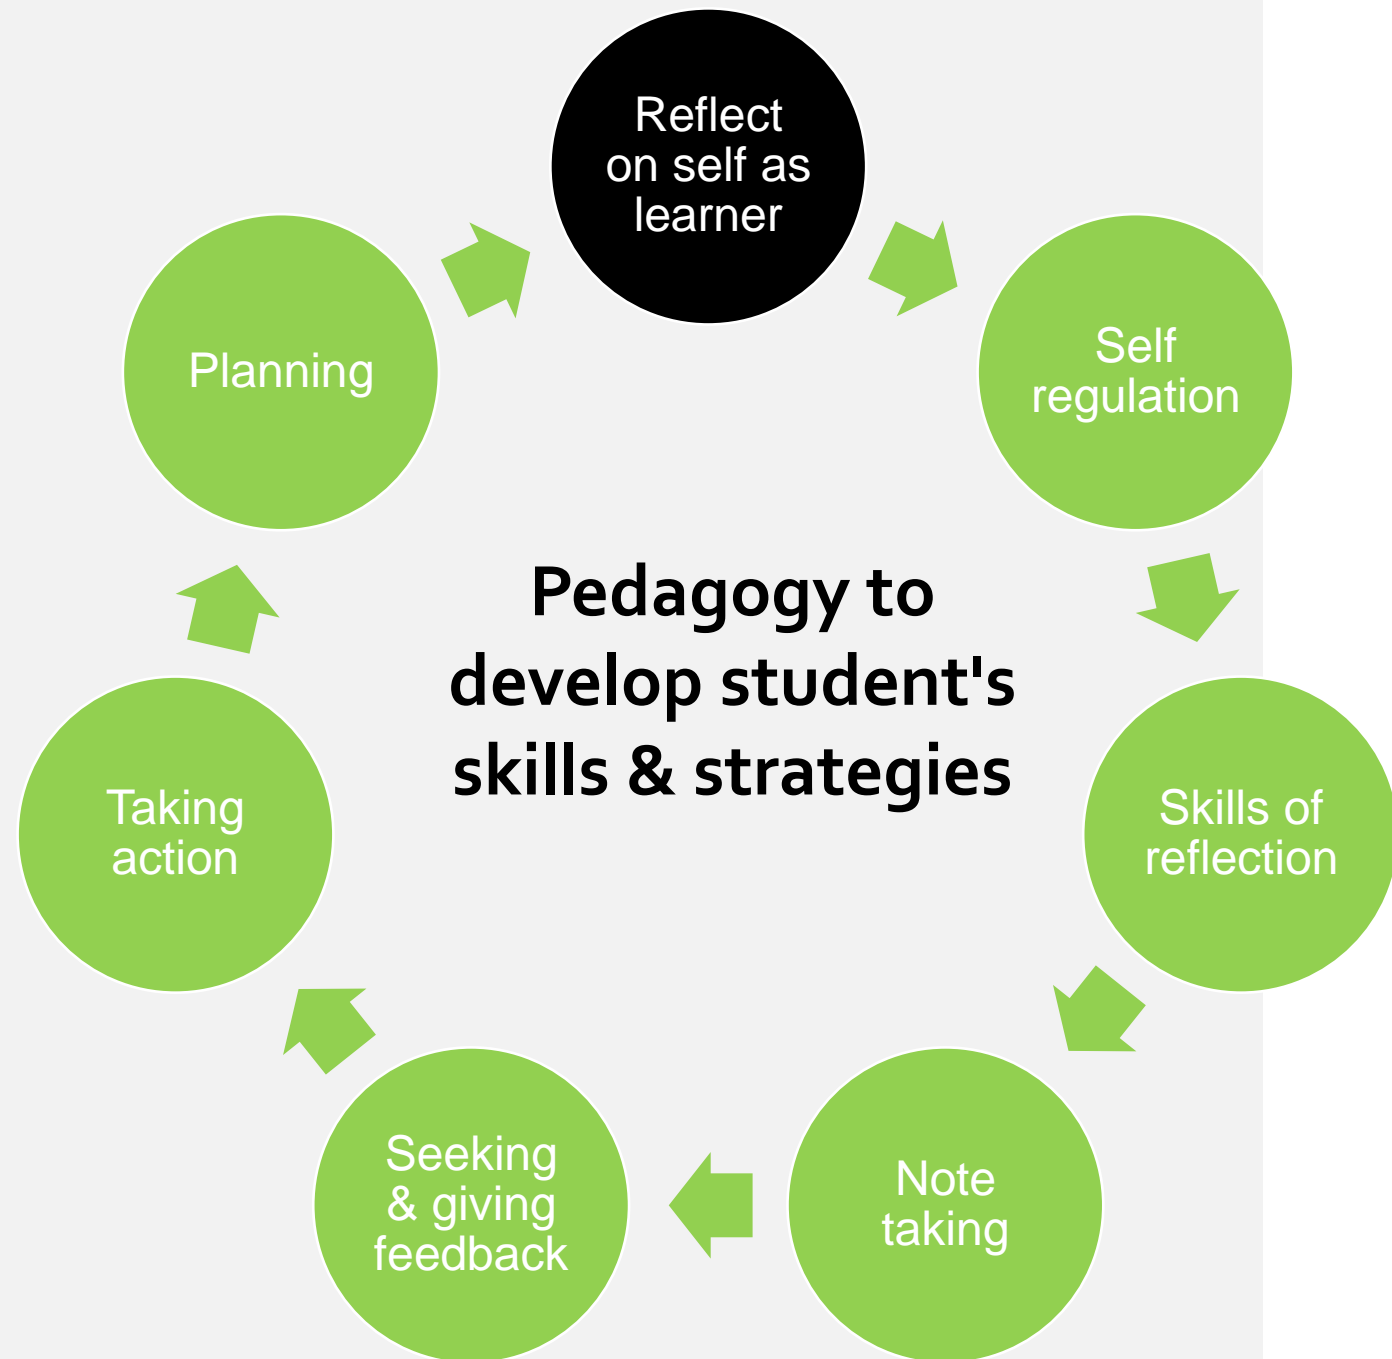 Reflect
on self as
learner
Self
regulation
Skills of
reflection
Note
taking
Seeking
& giving
feedback
Taking
action
Planning
Pedagogy to
develop student's
skills & strategies